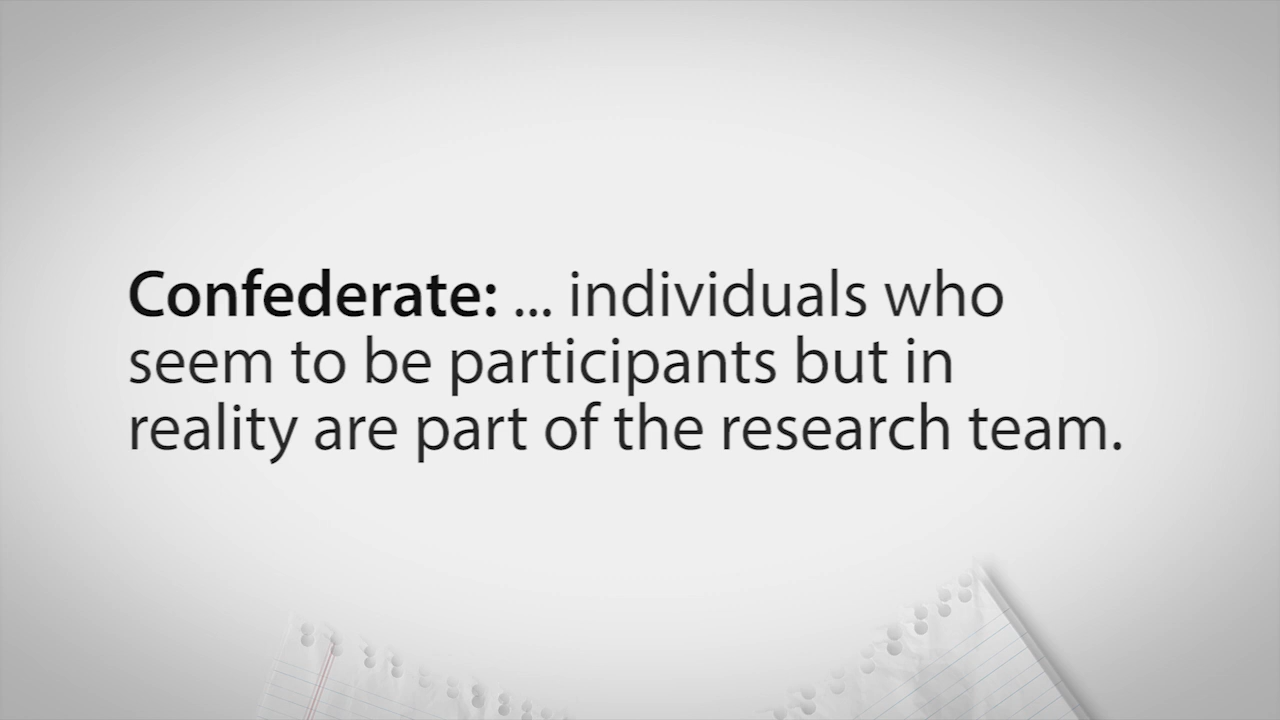 Confederate: ... individuals who
seem to be participants but in
reality are part of the research team.